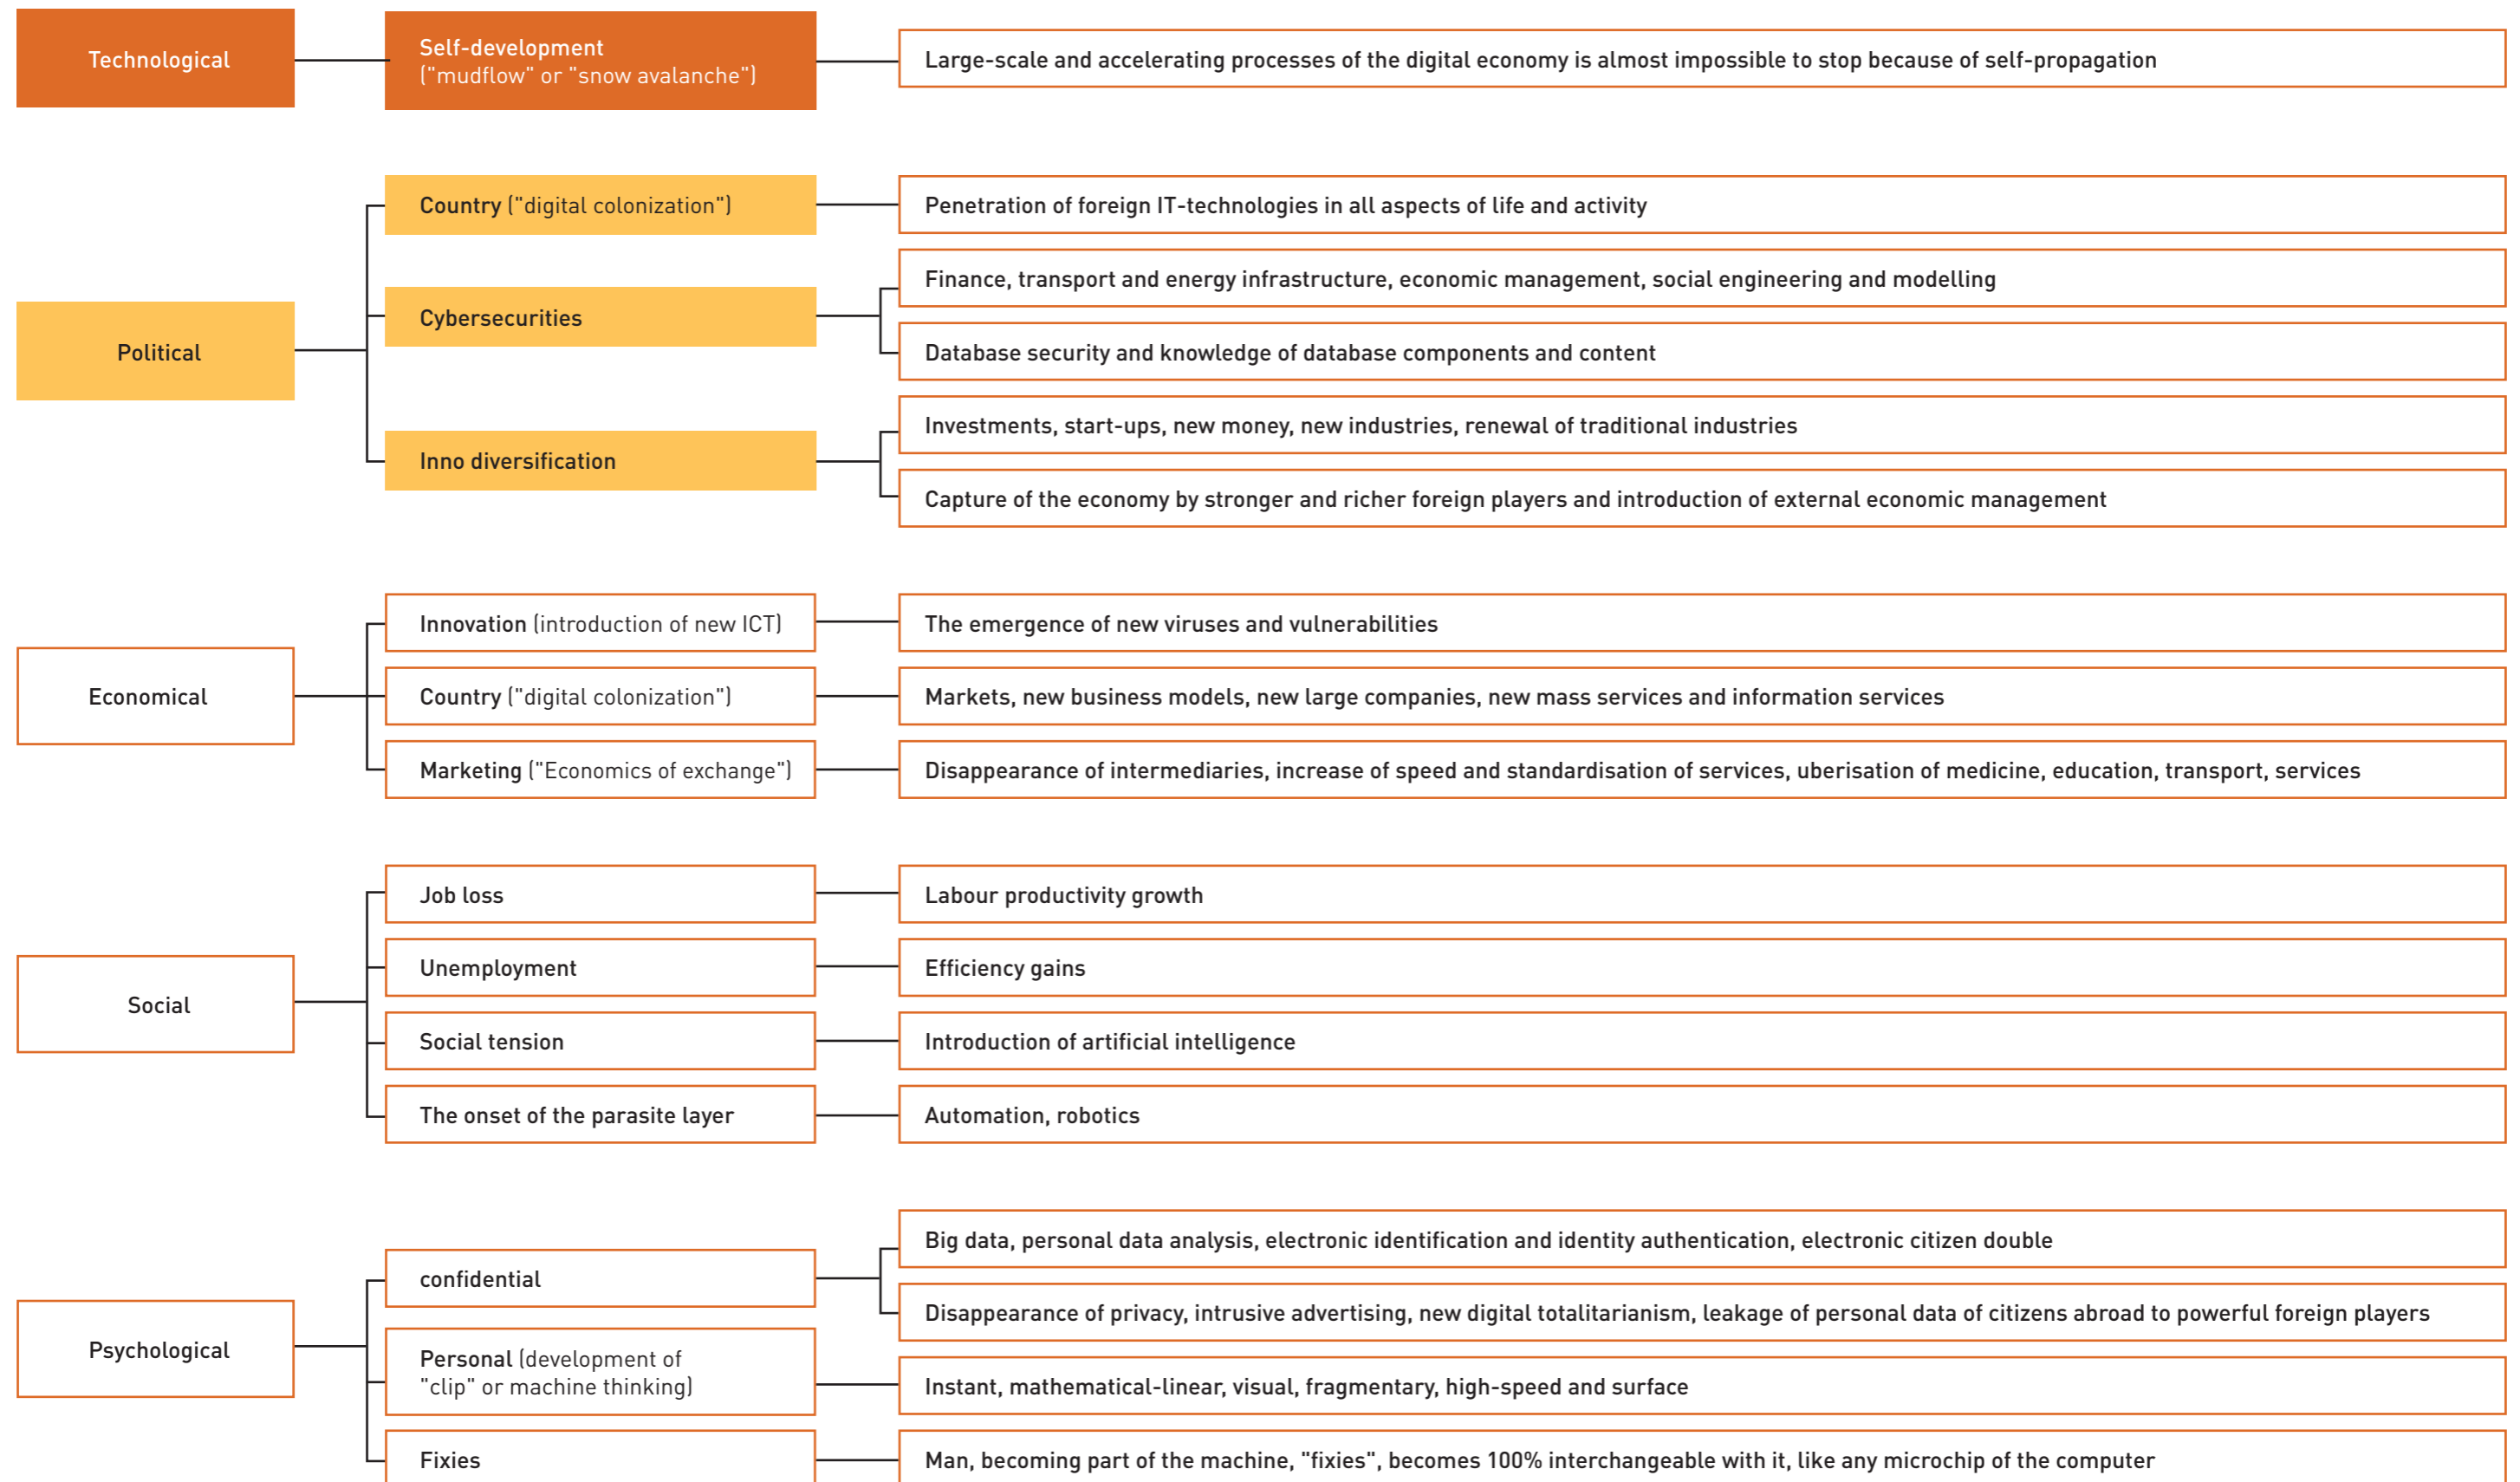 Technological
Self-development
("mudflow" or "snow avalanche")
Large-scale and accelerating processes of the digital economy is almost impossible to stop because of self-propagation
Political
Country ("digital colonization")
Penetration of foreign IT-technologies in all aspects of life and activity
Cybersecurities
Finance, transport and energy infrastructure, economic management, social engineering and modelling
Database security and knowledge of database components and content
Inno diversification
Investments, start-ups, new money, new industries, renewal of traditional industries
Capture of the economy by stronger and richer foreign players and introduction of external economic management
Economical
Innovation (introduction of new ICT)
The emergence of new viruses and vulnerabilities
Country ("digital colonization")
Markets, new business models, new large companies, new mass services and information services
Marketing ("Economics of exchange")
Disappearance of intermediaries, increase of speed and standardisation of services, uberisation of medicine, education, transport, services
Social
Job loss
Labour productivity growth
Unemployment
Efficiency gains
Social tension
Introduction of artificial intelligence
The onset of the parasite layer
Automation, robotics
Psychological
confidential
Big data, personal data analysis, electronic identification and identity authentication, electronic citizen double
Disappearance of privacy, intrusive advertising, new digital totalitarianism, leakage of personal data of citizens abroad to powerful foreign players
Personal (development of
"clip" or machine thinking)
Instant, mathematical-linear, visual, fragmentary, high-speed and surface
Fixies
Man, becoming part of the machine, "fixies", becomes 100% interchangeable with it, like any microchip of the computer